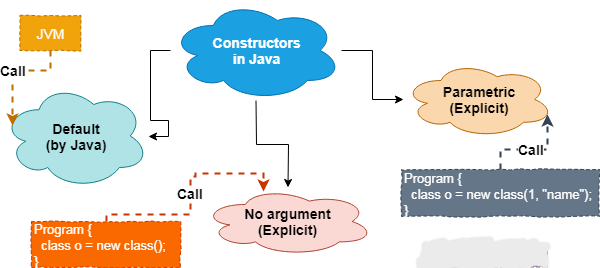 JVM
Constructors
in Java
Call
Default
(by Java)
Parametric
(Explicit)
Call
Program {
class o = new class(1, "name");
}
Call
No argument
(Explicit)
Program {
class o = new class();
}